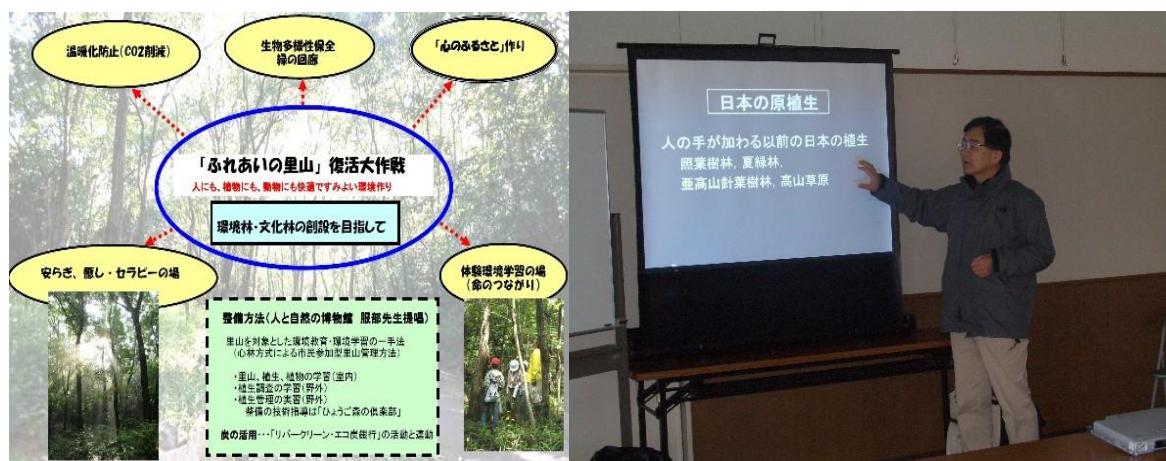 温暖化防止(CO2削減)
生物多様性保全
緑の回廊
「心のふるさと」作り
「ふれあいの里山」復活大作戦
人にも、植物にも、動物にも快適ですみよい環境作り
環境林・文化林の創設を目指して
安らぎ、癒し・セラピーの場
体験環境学習の場
(命のつながり)
整備方法(人と自然の博物館 服部先生提唱)
里山を対象とした環境教育・環境学習の一手法
(心林方式による市民参加型里山管理方法)
・里山、植生、植物の学習(室内)
・植生調査の学習(野外)
・植生管理の実習(野外)
整備の技術指導は「ひょうご森の倶楽部」
炭の活用・・・「リバークリーン・エコ炭銀行」の活動と連動
日本の原植生
人の手が加わる以前の日本の植生
照葉樹林, 夏緑林,
亜高山針葉樹林, 高山草原